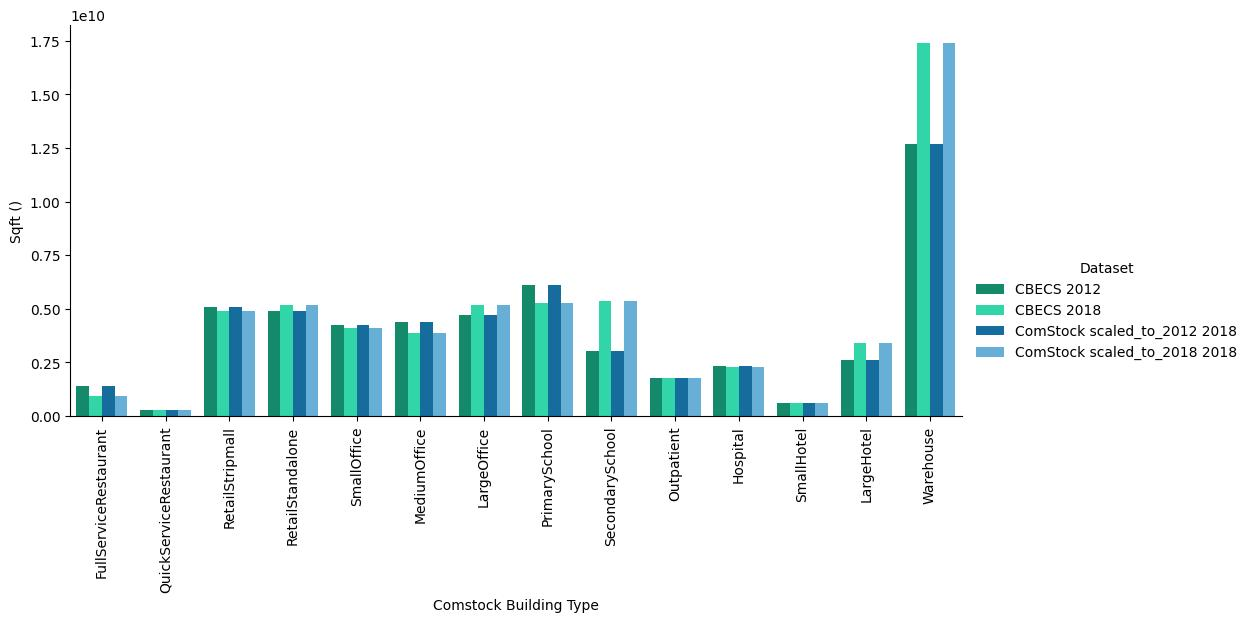 1e10
1.75
1.50
1.25
1.00
0.75
0.50
0.25
0.00
Sqft ()
FullServiceRestaurant
QuickServiceRestaurant
RetailStripmall
RetailStandalone
SmallOffice
MediumOffice
LargeOffice
PrimarySchool
SecondarySchool
Outpatient
Hospital
SmallHotel
LargeHotel
Warehouse
Comstock Building Type
Dataset
CBECS 2012
CBECS 2018
ComStock scaled_to_2012 2018
ComStock scaled_to_2018 2018